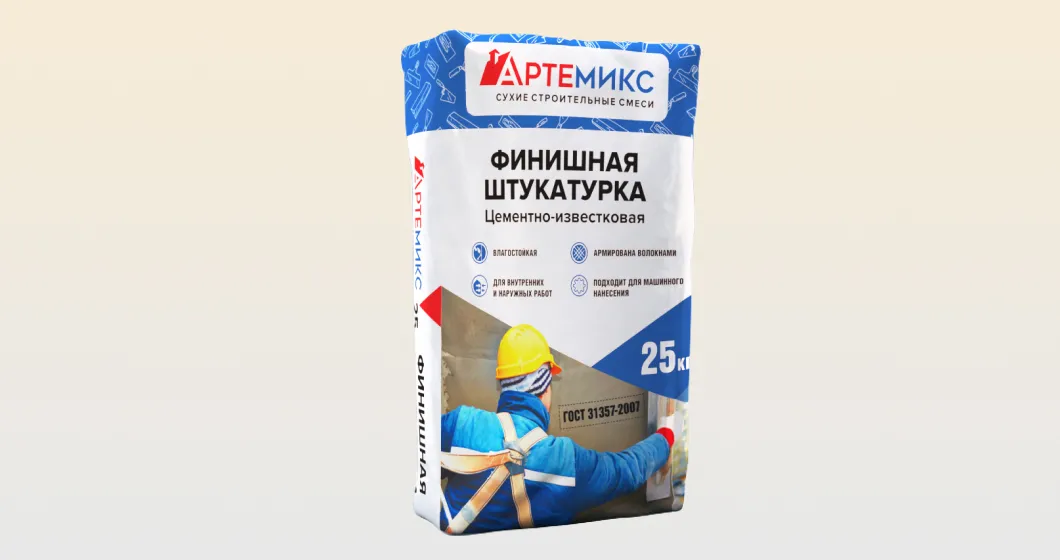 АРТЕМИКС
СУХИЕ СТРОИТЕЛЬНЫЕ СМЕСИ
ФИНИШНАЯ
ШТУКАТУРКА
Цементно-известковая
ВЛАГОСТОЙКАЯ
АРМИРОВАНА ВОЛОКНАМИ
ДЛЯ ВНУТРЕННИХ
И НАРУЖНЫХ РАБОТ
ПОДХОДИТ ДЛЯ МАШИННОГО
НАНЕСЕНИЯ
25 кг
ГОСТ 31357-2007
АРТЕМИКС
ФИНИШНАЯ